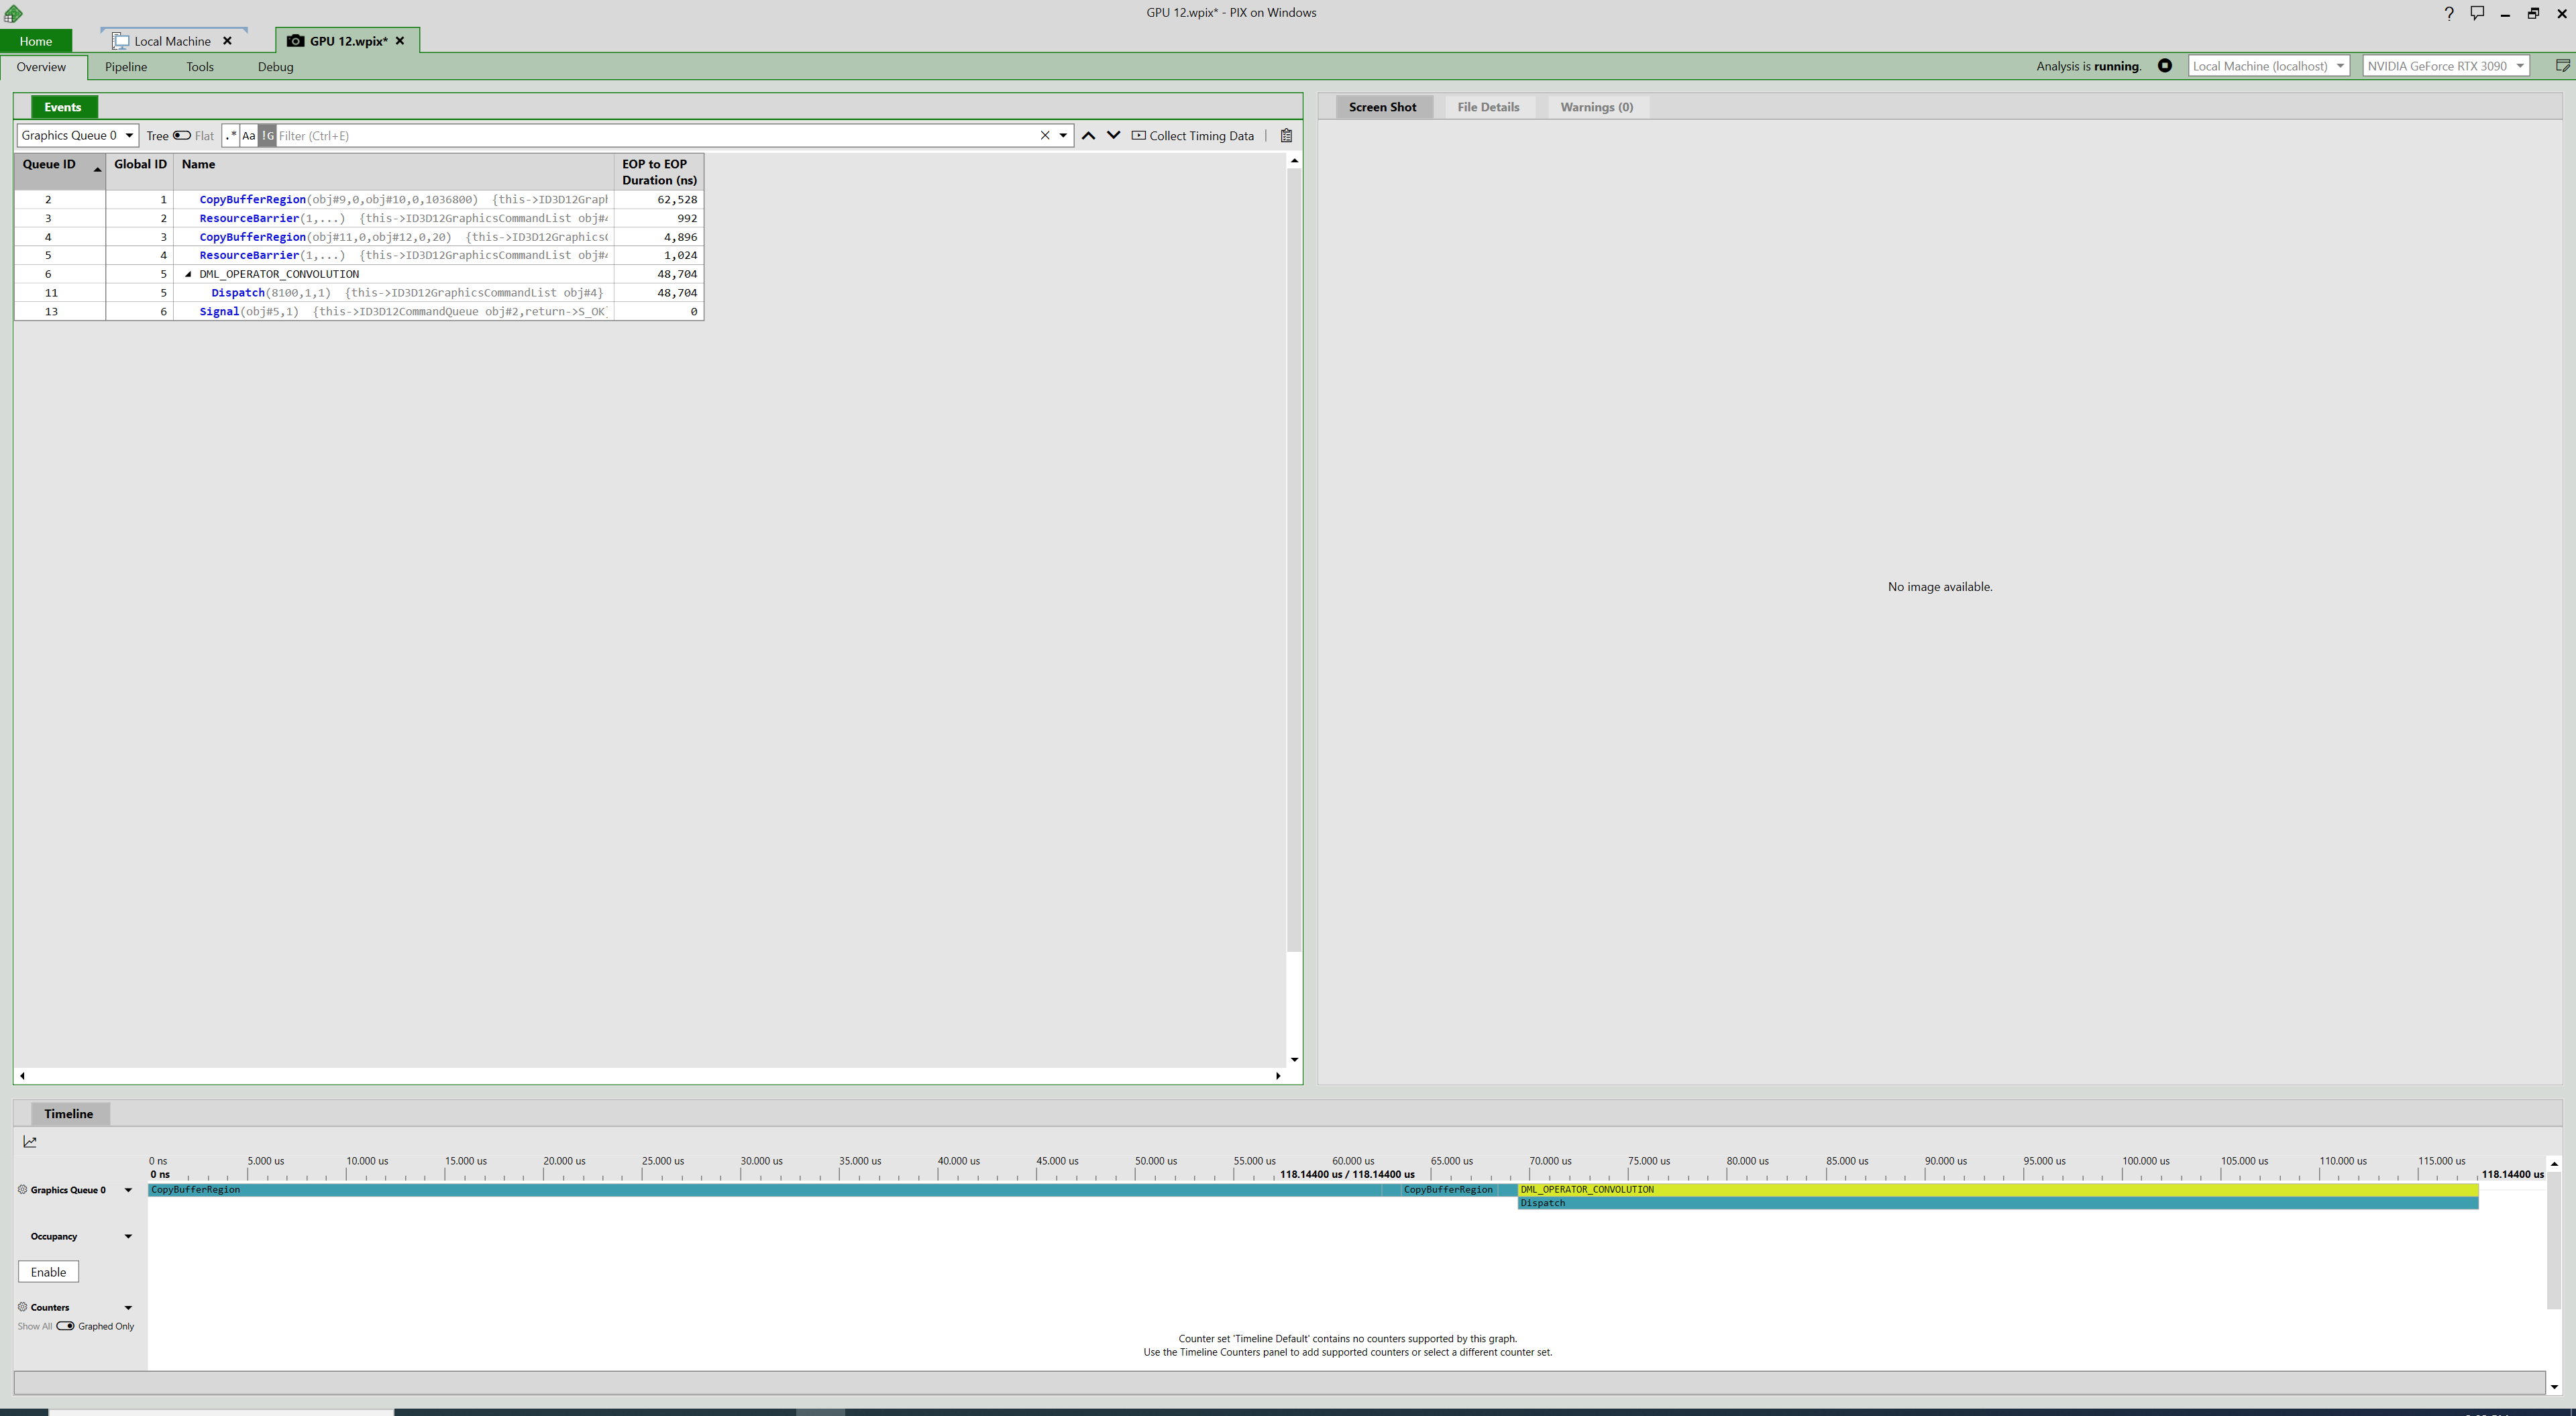 GPU 12.wpix* - PIX on Windows
Home
Local Machine
GPU 12.wpix*
Overview Pipeline Tools Debug
Analysis is running. Local Machine (localhost) NVIDIA GeForce RTX 3090
Events
Graphics Queue 0 Tree Flat .* Aa !G Filter (Ctrl+E) Collect Timing Data
Queue ID Global ID Name EOP to EOP Duration (ns)
2 1 CopyBufferRegion(obj#9,0,obj#10,0,1036800) {this->ID3D12Graph 62,528
3 2 ResourceBarrier(1,...) {this->ID3D12GraphicsCommandList obj#4 992
4 3 CopyBufferRegion(obj#11,0,obj#12,0,20) {this->ID3D12GraphicsC 4,896
5 4 ResourceBarrier(1,...) {this->ID3D12GraphicsCommandList obj#4 1,024
6 5 DML_OPERATOR_CONVOLUTION 48,704
11 5 Dispatch(8100,1,1) {this->ID3D12GraphicsCommandList obj#4} 48,704
13 6 Signal(obj#5,1) {this->ID3D12CommandQueue obj#2,return->S_OK} 0
Screen Shot File Details Warnings (0)
No image available.
Timeline
0 ns 5.000 us 10.000 us 15.000 us 20.000 us 25.000 us 30.000 us 35.000 us 40.000 us 45.000 us 50.000 us 55.000 us 60.000 us 65.000 us 70.000 us 75.000 us 80.000 us 85.000 us 90.000 us 95.000 us 100.000 us 105.000 us 110.000 us 115.000 us
0 ns 118.14400 us / 118.14400 us 118.14400 us
Graphics Queue 0 CopyBufferRegion CopyBufferRegion DML_OPERATOR_CONVOLUTION
Dispatch
Occupancy
Enable
Counters
Show All Graphed Only
Counter set 'Timeline Default' contains no counters supported by this graph.
Use the Timeline Counters panel to add supported counters or select a different counter set.